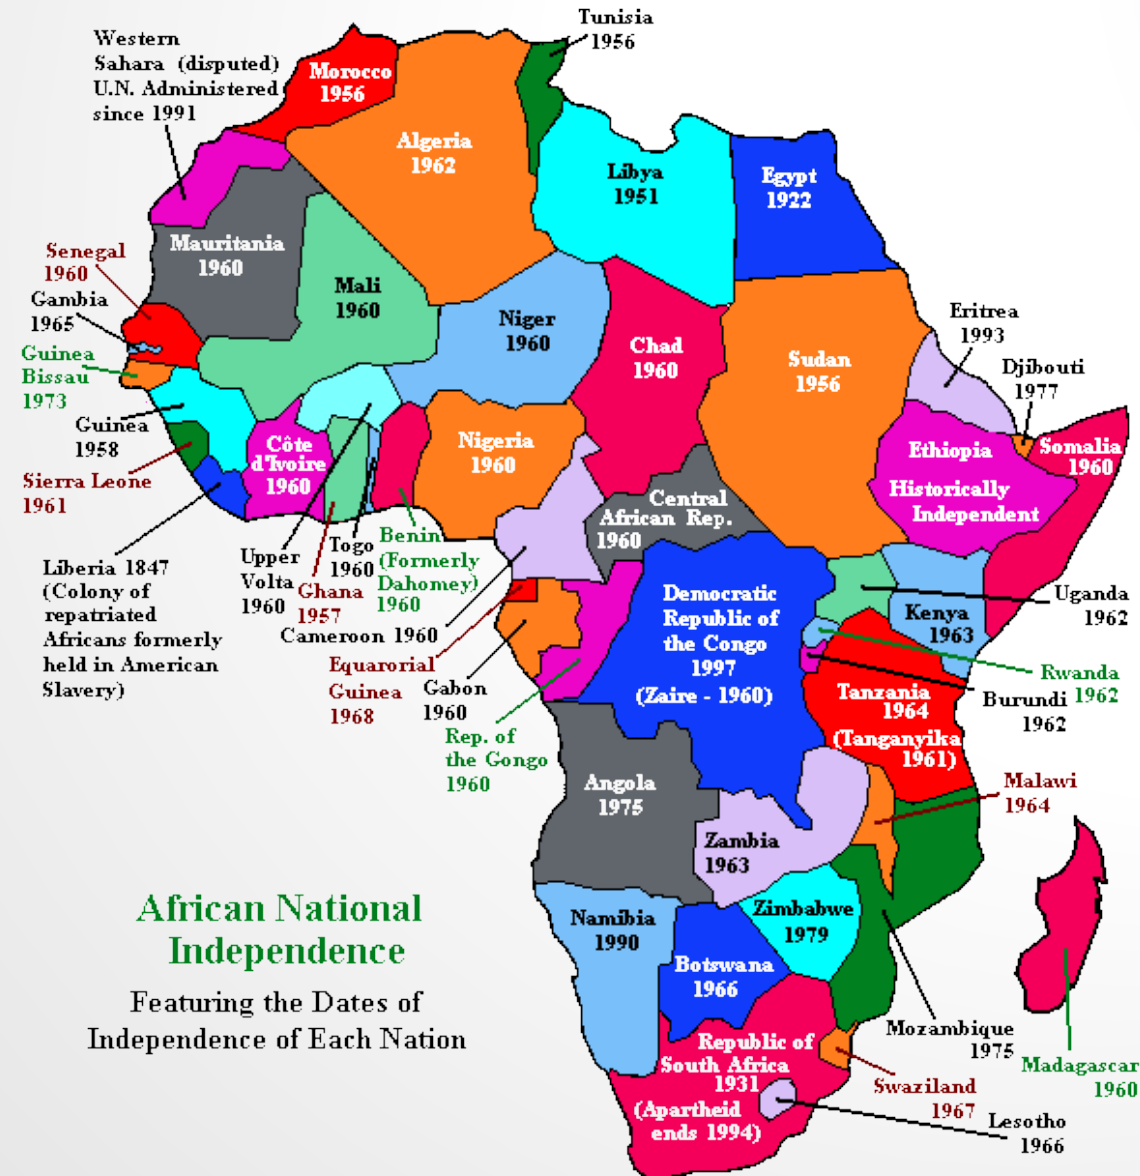 Tunisia
1956
Western
Sahara (disputed)
U.N. Administered
since 1991
Morocco
1956
Algeria
1962
Libya
1951
Egypt
1922
Mauritania
1960
Senegal
1960
Gambia
1965
Guinea
Bissau
1973
Guinea
1958
Sierra Leone
1961
Mali
1960
Niger
1960
Chad
1960
Sudan
1956
Eritrea
1993
Djibouti
1977
Somalia
1960
Ethiopia
Historically
Independent
Côte
d'Ivoire
1960
Nigeria
1960
Central
African Rep.
1960
Liberia 1847
(Colony of
repatriated
Africans formerly
held in American
Slavery)
Upper
Volta
1960
Ghana
1957
Togo
1960
Benin
(Formerly
Dahomey)
1960
Cameroon 1960
Equarorial
Guinea
1968
Gabon
1960
Rep. of
the Gongo
1960
Democratic
Republic of
the Congo
1997
(Zaire - 1960)
Uganda
1962
Kenya
1963
Rwanda
1962
Burundi
1962
Tanzania
1964
(Tanganyika
1961)
Malawi
1964
Angola
1975
Zambia
1963
Zimbabwe
1979
Namibia
1990
Botswana
1966
Mozambique
1975
Madagascar
1960
Republic of
South Africa
1931
(Apartheid
ends 1994)
Swaziland
1967
Lesotho
1966
African National
Independence
Featuring the Dates of
Independence of Each Nation